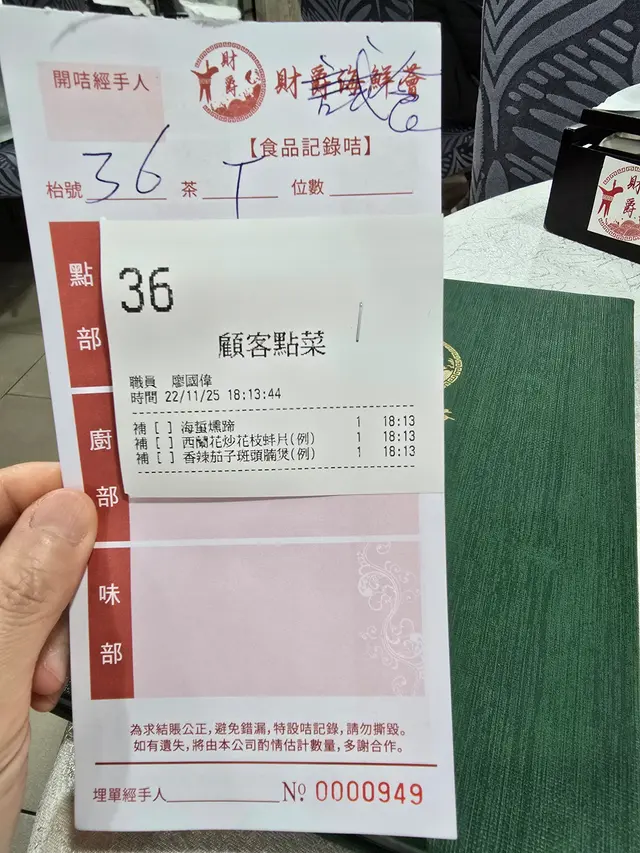 開咭經手人
財爵
財爵海鮮薈
【食品記錄咭】
枱號 36 茶 T 位數
點部
36
顧客點菜
職員 廖國偉
時間 22/11/25 18:13:44
補 [ ] 海蜇燻蹄 1 18:13
補 [ ] 西蘭花炒花枝蚌片(例) 1 18:13
補 [ ] 香辣茄子斑頭腩煲(例) 1 18:13
廚部
味部
為求結賬公正,避免錯漏,特設咭記錄,請勿撕毀。
如有遺失,將由本公司酌情估計數量,多謝合作。
埋單經手人 Nº 0000949
財爵